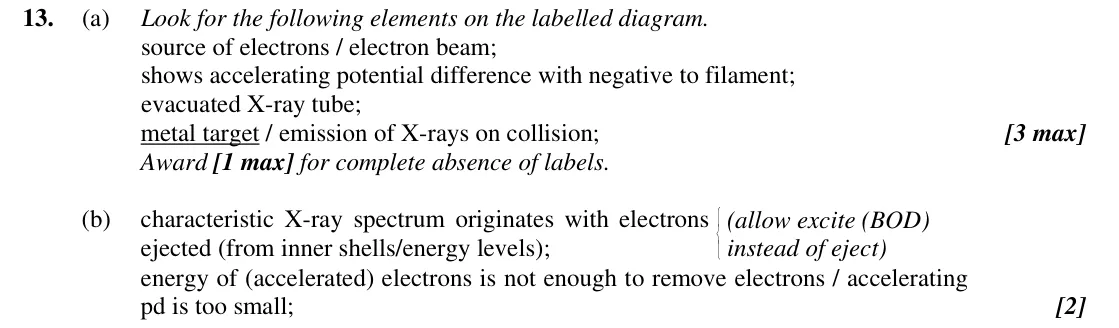 13. (a) Look for the following elements on the labelled diagram.
source of electrons / electron beam;
shows accelerating potential difference with negative to filament;
evacuated X-ray tube;
metal target / emission of X-rays on collision; [3 max]
Award [1 max] for complete absence of labels.
(b) characteristic X-ray spectrum originates with electrons (allow excite (BOD)
ejected (from inner shells/energy levels); instead of eject)
energy of (accelerated) electrons is not enough to remove electrons / accelerating
pd is too small; [2]